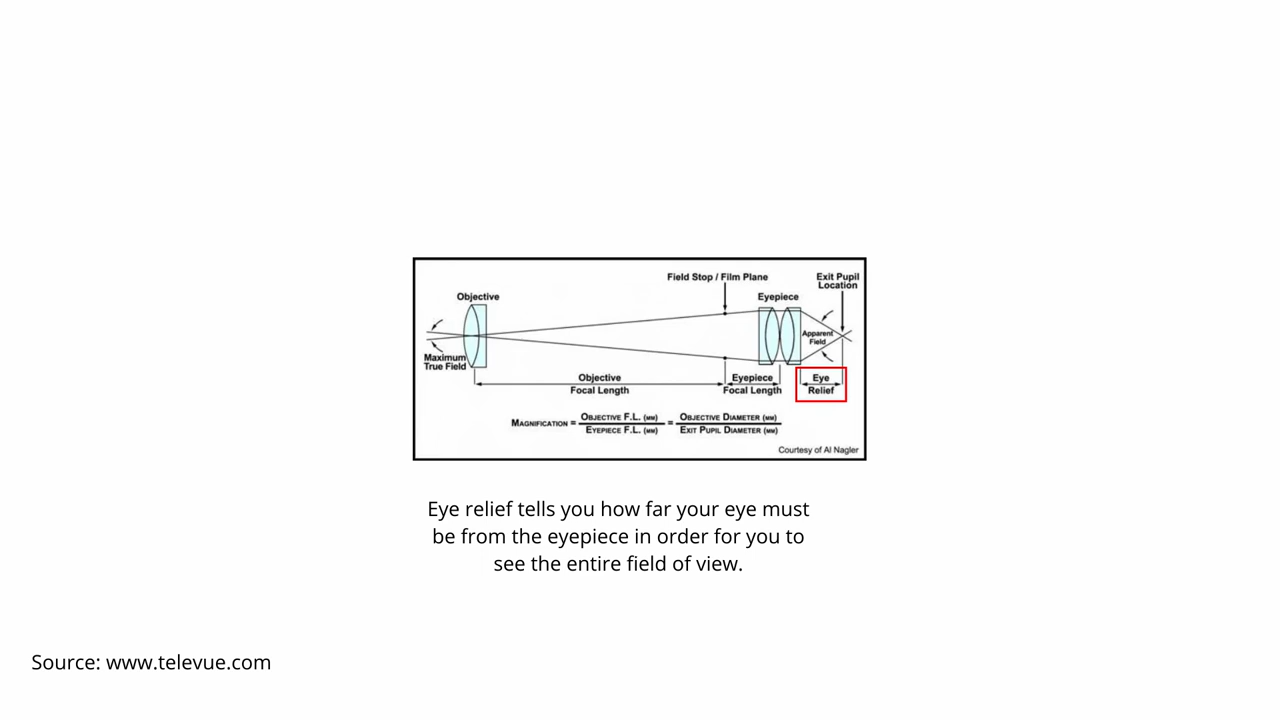 Field Stop / Film Plane
Exit Pupil
Location
Objective
Eyepiece
Apparent
Field
Maximum
True Field
Objective
Focal Length
Eyepiece
Focal Length
Eye
Relief
MAGNIFICATION = OBJECTIVE F.L. (MM) / EYEPIECE F.L. (MM) = OBJECTIVE DIAMETER (MM) / EXIT PUPIL DIAMETER (MM)
Courtesy of Al Nagler
Eye relief tells you how far your eye must
be from the eyepiece in order for you to
see the entire field of view.
Source: www.televue.com